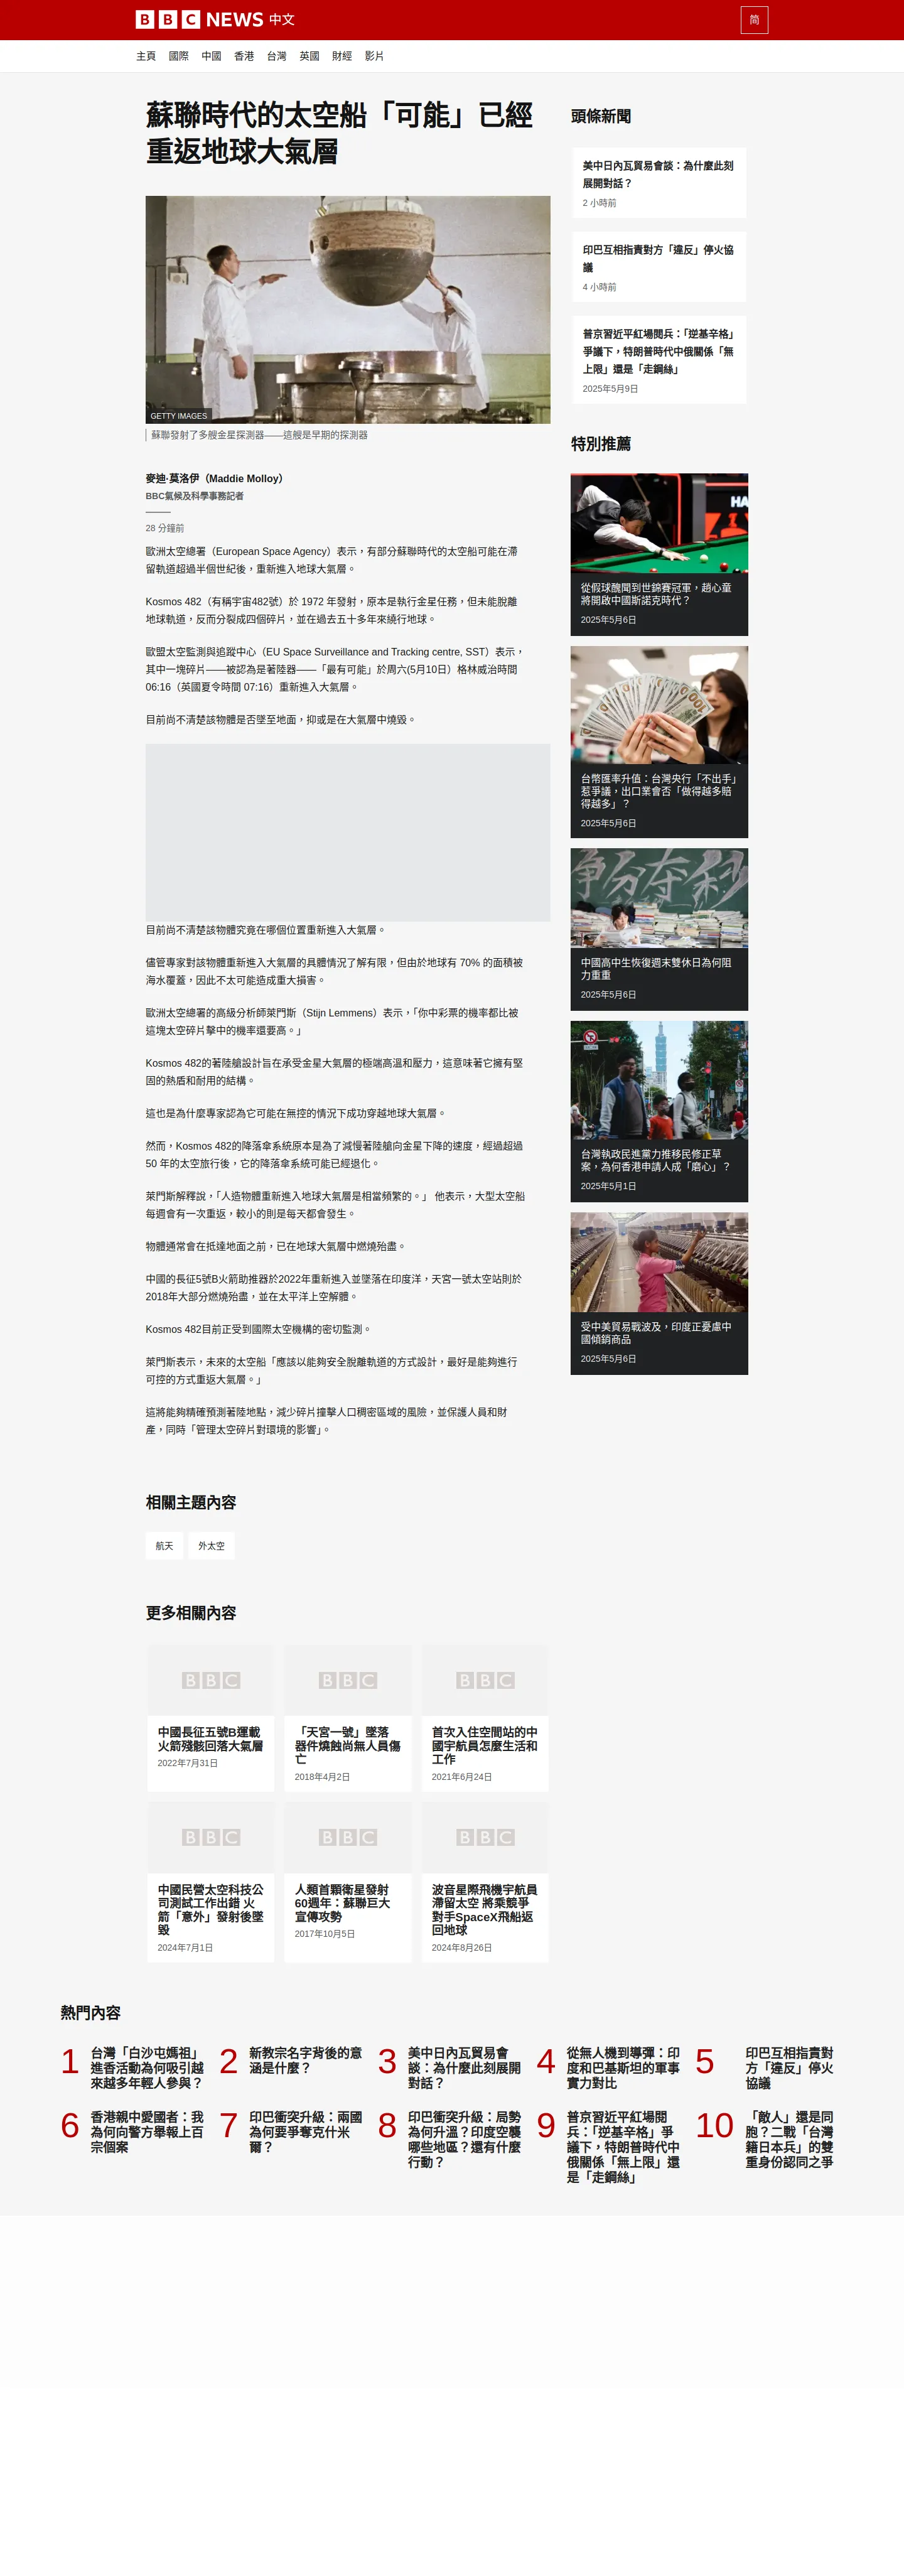 BBC NEWS 中文
简
主頁 國際 中國 香港 台灣 英國 財經 影片
蘇聯時代的太空船「可能」已經
重返地球大氣層
GETTY IMAGES
蘇聯發射了多艘金星探測器——這艘是早期的探測器
麥迪·莫洛伊（Maddie Molloy）
BBC氣候及科學事務記者
28 分鐘前
歐洲太空總署（European Space Agency）表示，有部分蘇聯時代的太空船可能在滯
留軌道超過半個世紀後，重新進入地球大氣層。
Kosmos 482（有稱宇宙482號）於 1972 年發射，原本是執行金星任務，但未能脫離
地球軌道，反而分裂成四個碎片，並在過去五十多年來繞行地球。
歐盟太空監測與追蹤中心（EU Space Surveillance and Tracking centre, SST）表示，
其中一塊碎片——被認為是著陸器——「最有可能」於周六(5月10日）格林威治時間
06:16（英國夏令時間 07:16）重新進入大氣層。
目前尚不清楚該物體是否墜至地面，抑或是在大氣層中燒毀。
目前尚不清楚該物體究竟在哪個位置重新進入大氣層。
儘管專家對該物體重新進入大氣層的具體情況了解有限，但由於地球有 70% 的面積被
海水覆蓋，因此不太可能造成重大損害。
歐洲太空總署的高級分析師萊門斯（Stijn Lemmens）表示，「你中彩票的機率都比被
這塊太空碎片擊中的機率還要高。」
Kosmos 482的著陸艙設計旨在承受金星大氣層的極端高溫和壓力，這意味著它擁有堅
固的熱盾和耐用的結構。
這也是為什麼專家認為它可能在無控的情況下成功穿越地球大氣層。
然而，Kosmos 482的降落傘系統原本是為了減慢著陸艙向金星下降的速度，經過超過
50 年的太空旅行後，它的降落傘系統可能已經退化。
萊門斯解釋說，「人造物體重新進入地球大氣層是相當頻繁的。」 他表示，大型太空船
每週會有一次重返，較小的則是每天都會發生。
物體通常會在抵達地面之前，已在地球大氣層中燃燒殆盡。
中國的長征5號B火箭助推器於2022年重新進入並墜落在印度洋，天宮一號太空站則於
2018年大部分燃燒殆盡，並在太平洋上空解體。
Kosmos 482目前正受到國際太空機構的密切監測。
萊門斯表示，未來的太空船「應該以能夠安全脫離軌道的方式設計，最好是能夠進行
可控的方式重返大氣層。」
這將能夠精確預測著陸地點，減少碎片撞擊人口稠密區域的風險，並保護人員和財
產，同時「管理太空碎片對環境的影響」。
相關主題內容
航天 外太空
更多相關內容
BBC
中國長征五號B運載
火箭殘骸回落大氣層
2022年7月31日
BBC
「天宮一號」墜落
器件燒蝕尚無人員傷
亡
2018年4月2日
BBC
首次入住空間站的中
國宇航員怎麼生活和
工作
2021年6月24日
BBC
中國民營太空科技公
司測試工作出錯 火
箭「意外」發射後墜
毀
2024年7月1日
BBC
人類首顆衛星發射
60週年：蘇聯巨大
宣傳攻勢
2017年10月5日
BBC
波音星際飛機宇航員
滯留太空 將乘競爭
對手SpaceX飛船返
回地球
2024年8月26日
頭條新聞
美中日內瓦貿易會談：為什麼此刻
展開對話？
2 小時前
印巴互相指責對方「違反」停火協
議
4 小時前
普京習近平紅場閱兵：「逆基辛格」
爭議下，特朗普時代中俄關係「無
上限」還是「走鋼絲」
2025年5月9日
特別推薦
HA
從假球醜聞到世錦賽冠軍，趙心童
將開啟中國斯諾克時代？
2025年5月6日
台幣匯率升值：台灣央行「不出手」
惹爭議，出口業會否「做得越多賠
得越多」？
2025年5月6日
爭分夺秒
中國高中生恢復週末雙休日為何阻
力重重
2025年5月6日
台灣執政民進黨力推移民修正草
案，為何香港申請人成「磨心」？
2025年5月1日
受中美貿易戰波及，印度正憂慮中
國傾銷商品
2025年5月6日
熱門內容
1
台灣「白沙屯媽祖」
進香活動為何吸引越
來越多年輕人參與？
2
新教宗名字背後的意
涵是什麼？
3
美中日內瓦貿易會
談：為什麼此刻展開
對話？
4
從無人機到導彈：印
度和巴基斯坦的軍事
實力對比
5
印巴互相指責對
方「違反」停火
協議
6
香港親中愛國者：我
為何向警方舉報上百
宗個案
7
印巴衝突升級：兩國
為何要爭奪克什米
爾？
8
印巴衝突升級：局勢
為何升溫？印度空襲
哪些地區？還有什麼
行動？
9
普京習近平紅場閱
兵：「逆基辛格」爭
議下，特朗普時代中
俄關係「無上限」還
是「走鋼絲」
10
「敵人」還是同
胞？二戰「台灣
籍日本兵」的雙
重身份認同之爭